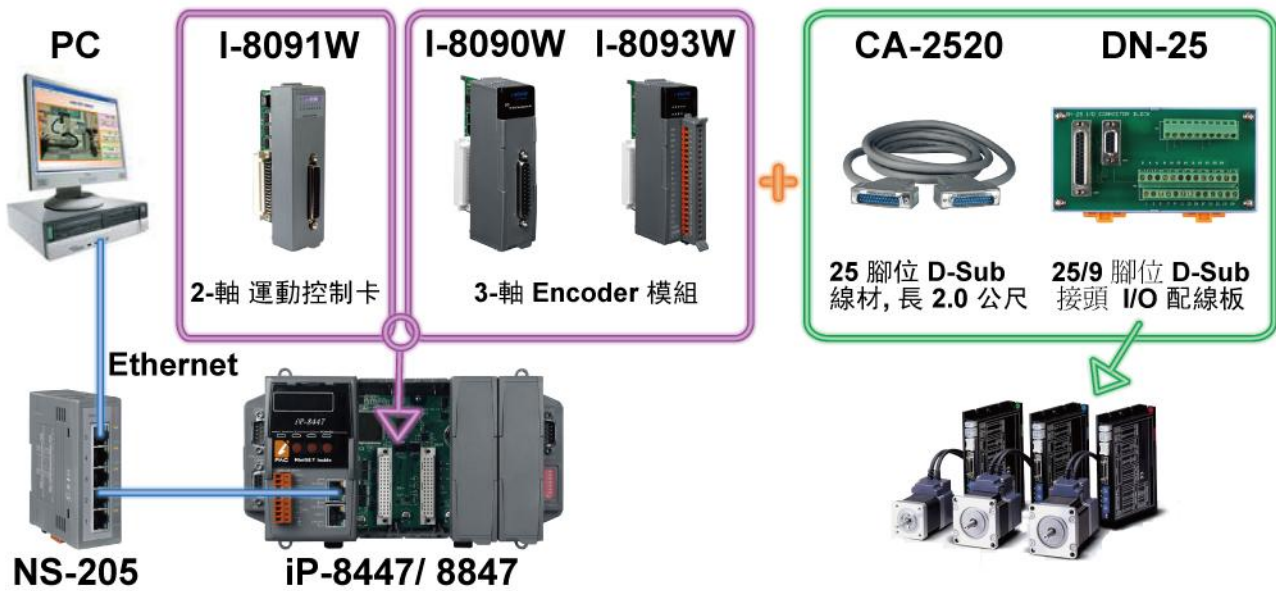 PC
I-8091W
I-8090W
I-8093W
CA-2520
DN-25
2-軸 運動控制卡
3-軸 Encoder 模組
25 腳位 D-Sub
線材, 長 2.0 公尺
25/9 腳位 D-Sub
接頭 I/O 配線板
Ethernet
iP-8447
NS-205
iP-8447/ 8847